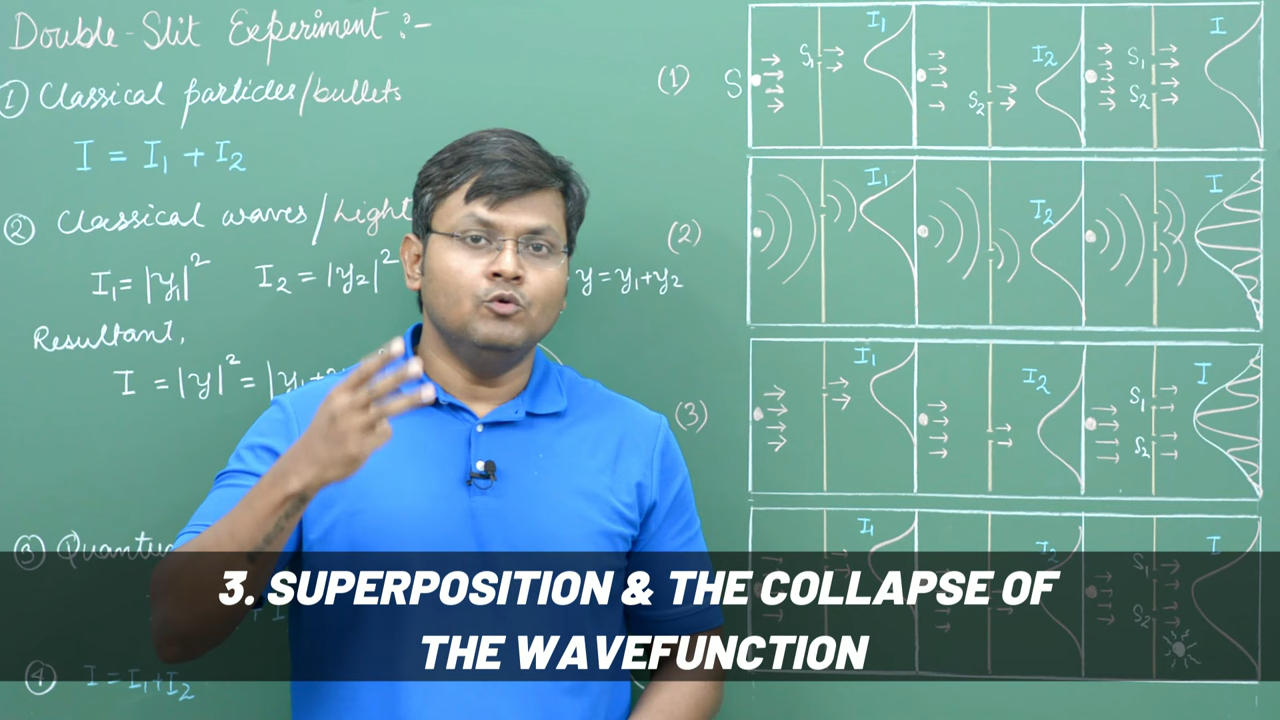 Double-Slit Experiment :-
① Classical particles/bullets
I = I₁ + I₂
② Classical waves/Light
I₁ = |y₁|² I₂ = |y₂|² y = y₁ + y₂
Resultant,
I = |y|² = |y₁ +
③
④ I = I₁ + I₂
(1) S S₁ I₁ S₂ I₂ S₁ S₂ I
(2) I₁ I₂ I
(3) I₁ I₂ S₁ S₂ I
I₁ I₂ S₁ S₂ I
3. SUPERPOSITION & THE COLLAPSE OF
THE WAVEFUNCTION